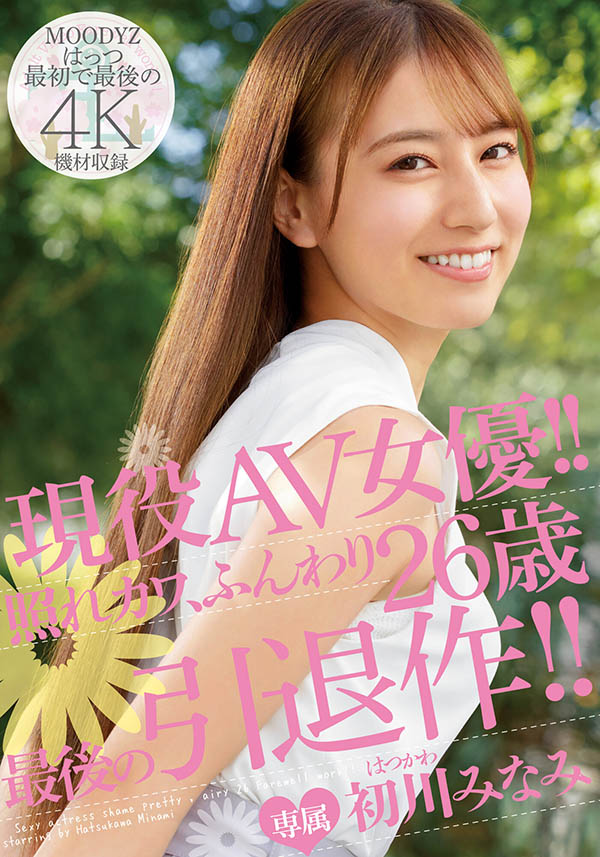 MOODYZ
はっつ
最初で最後の
4K
機材収録
現役AV女優!!
照れカワ、ふんわり26歳
最後の引退作!!
Sexy actress shame pretty , airy 26 Farewell work!!
starring by Hatsukawa Minami
はつかわ
専属 初川みなみ